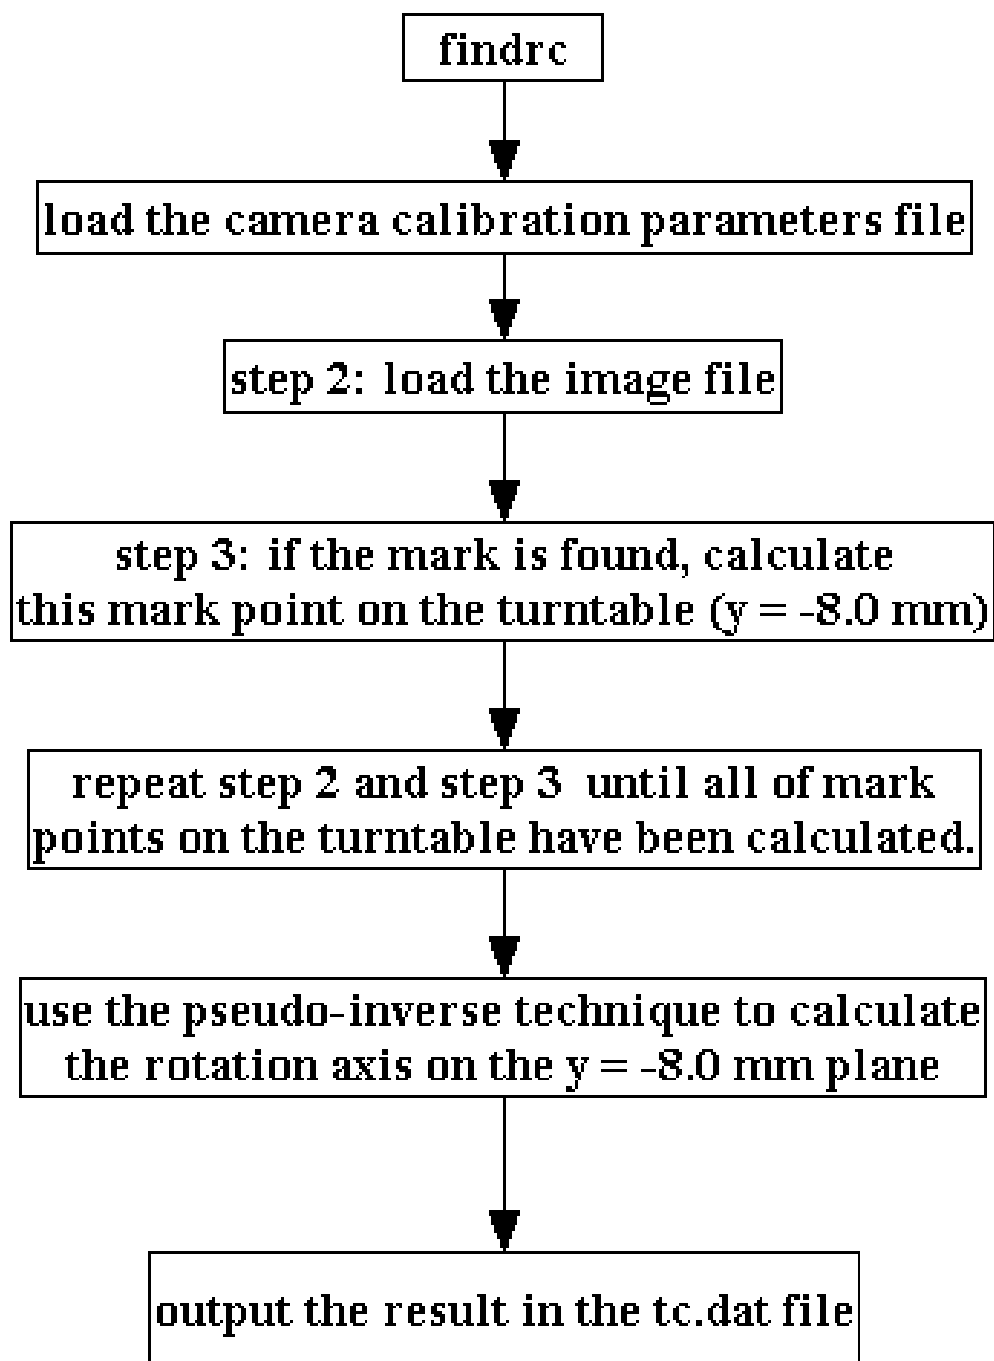 findrc
load the camera calibration parameters file
step 2: load the image file
step 3: if the mark is found, calculate
this mark point on the turntable (y = -8.0 mm)
repeat step 2 and step 3 until all of mark
points on the turntable have been calculated.
use the pseudo-inverse technique to calculate
the rotation axis on the y = -8.0 mm plane
output the result in the tc.dat file